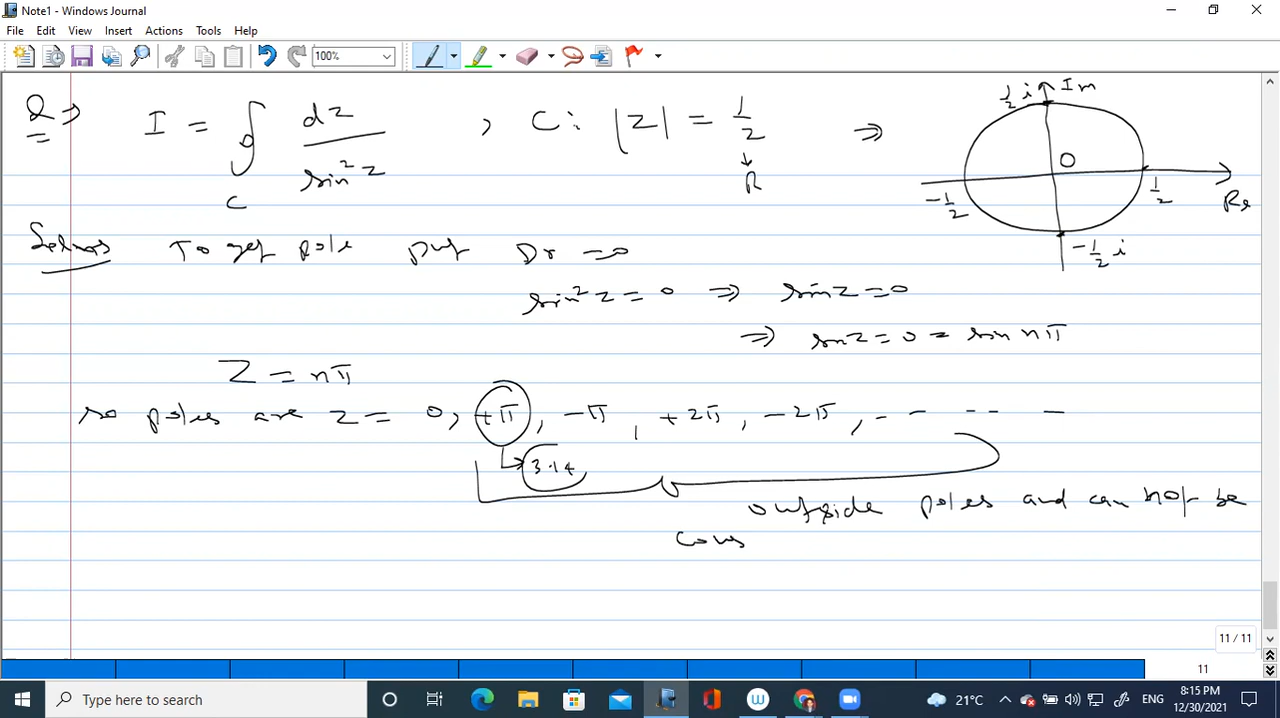 Note1 - Windows Journal
File Edit View Insert Actions Tools Help
100%
Q ⇒ I = ∮_C dz / sin² z , C: |z| = 1/2 ⇒
↓
R
1/2 i Im
0
-1/2 1/2 Re
-1/2 i
To get pole put Dr = 0
sin² z = 0 ⇒ sin z = 0
⇒ sin z = 0 = sin nπ
Z = nπ
so poles are z = 0, +π, -π, +2π, -2π, - - - - -
3.14
outside poles and can not be
cons
11 / 11
11
Type here to search
21°C ENG 8:15 PM
12/30/2021